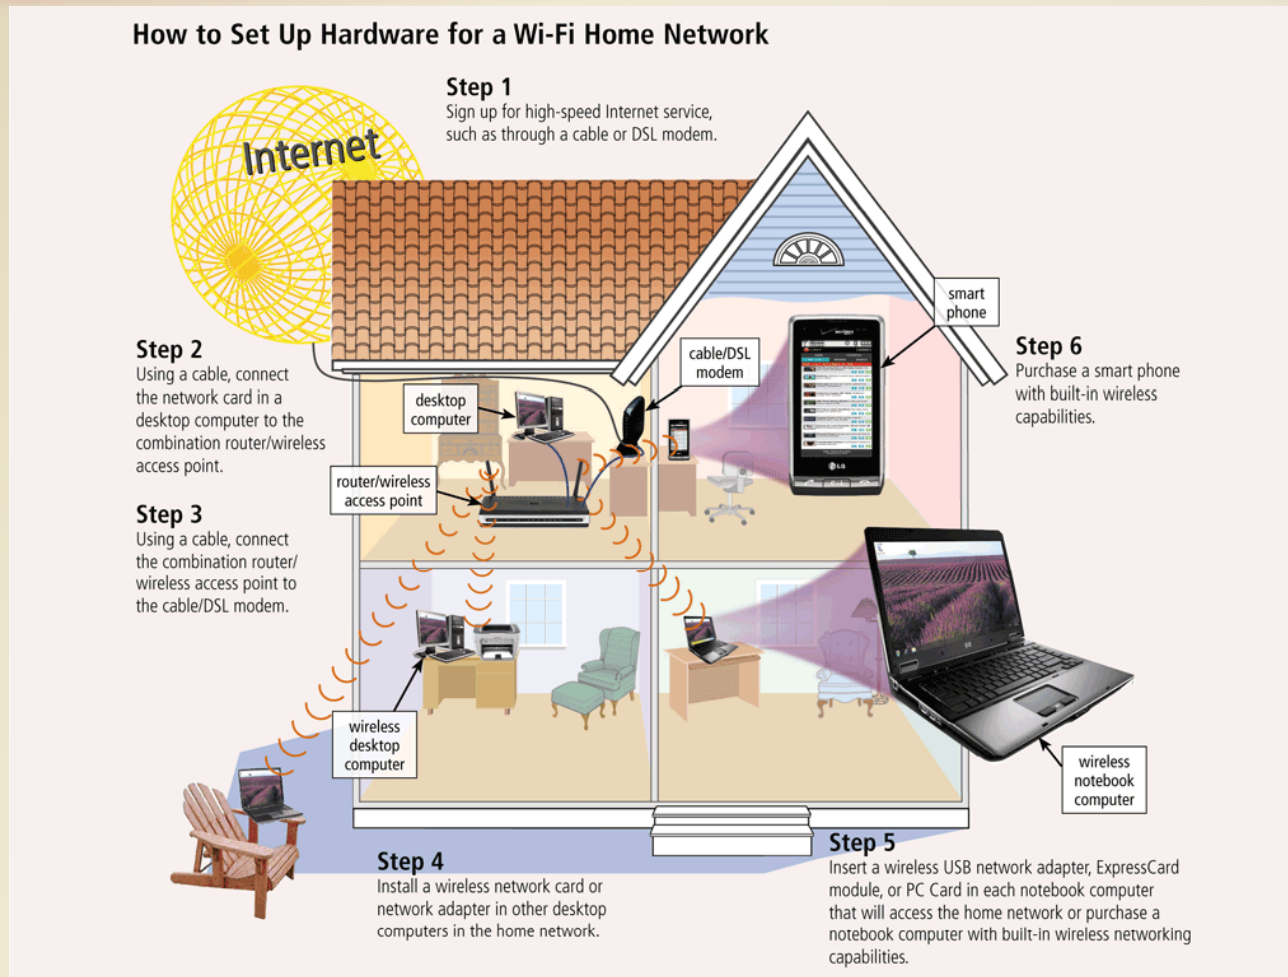 How to Set Up Hardware for a Wi-Fi Home Network
Step 1
Sign up for high-speed Internet service,
such as through a cable or DSL modem.
Internet
Step 2
Using a cable, connect
the network card in a
desktop computer to the
combination router/wireless
access point.
Step 3
Using a cable, connect
the combination router/
wireless access point to
the cable/DSL modem.
desktop
computer
router/wireless
access point
cable/DSL
modem
smart
phone
LG
Step 6
Purchase a smart phone
with built-in wireless
capabilities.
wireless
desktop
computer
wireless
notebook
computer
Step 4
Install a wireless network card or
network adapter in other desktop
computers in the home network.
Step 5
Insert a wireless USB network adapter, ExpressCard
module, or PC Card in each notebook computer
that will access the home network or purchase a
notebook computer with built-in wireless networking
capabilities.